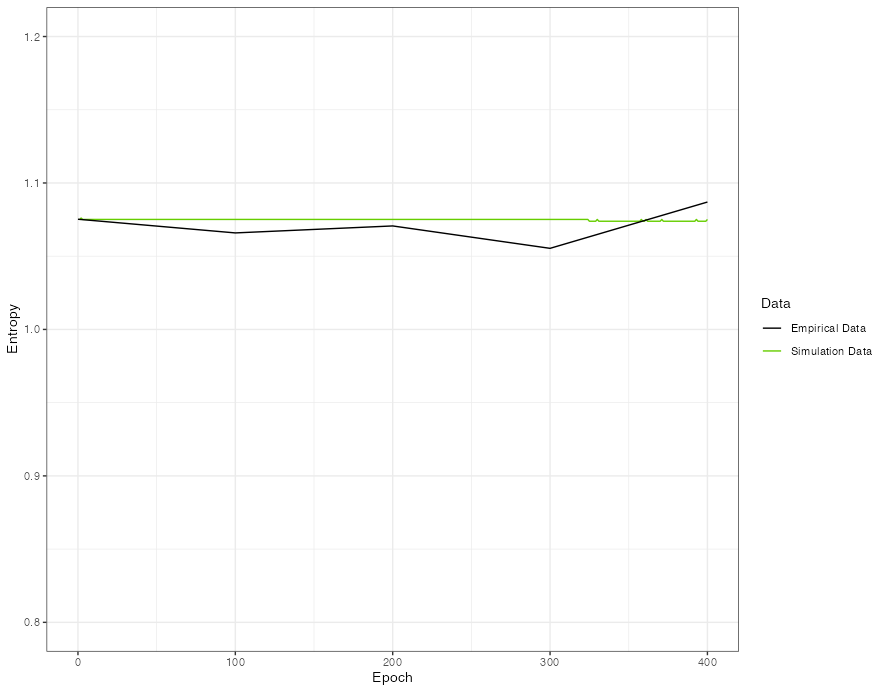 1.2
1.1
1.0
0.9
0.8
Entropy
0
100
200
300
400
Epoch
Data
Empirical Data
Simulation Data